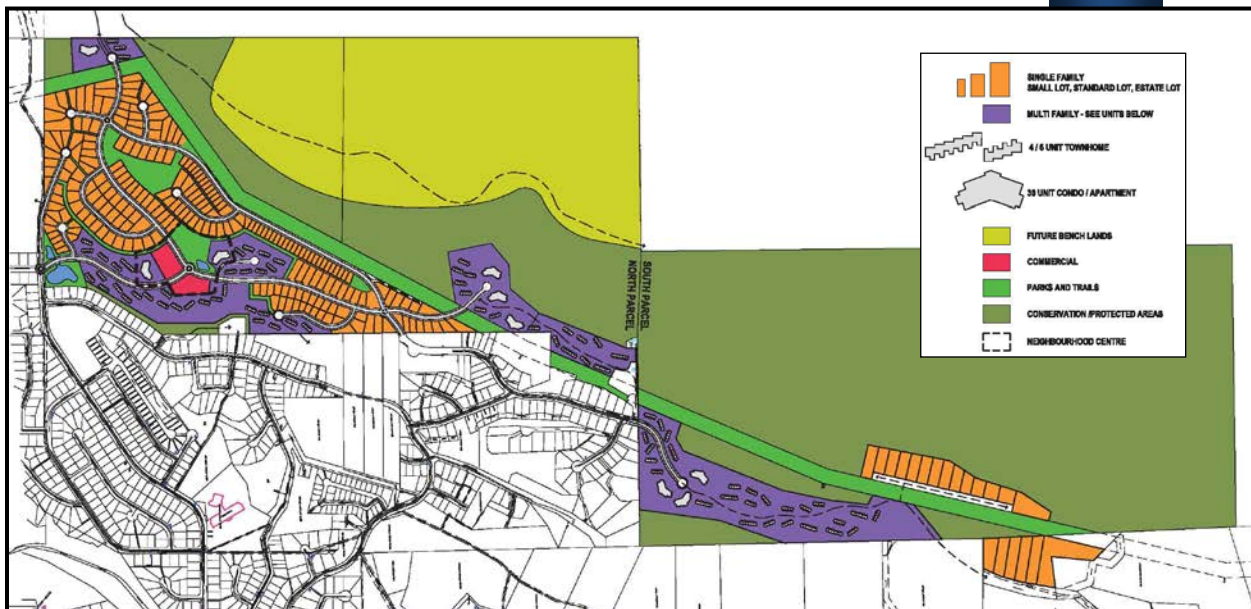 SINGLE FAMILY
SMALL LOT, STANDARD LOT, ESTATE LOT
MULTI FAMILY - SEE UNITS BELOW
4 / 6 UNIT TOWNHOME
30 UNIT CONDO / APARTMENT
FUTURE BENCH LANDS
COMMERCIAL
PARKS AND TRAILS
CONSERVATION /PROTECTED AREAS
NEIGHBOURHOOD CENTRE
SOUTH PARCEL
NORTH PARCEL